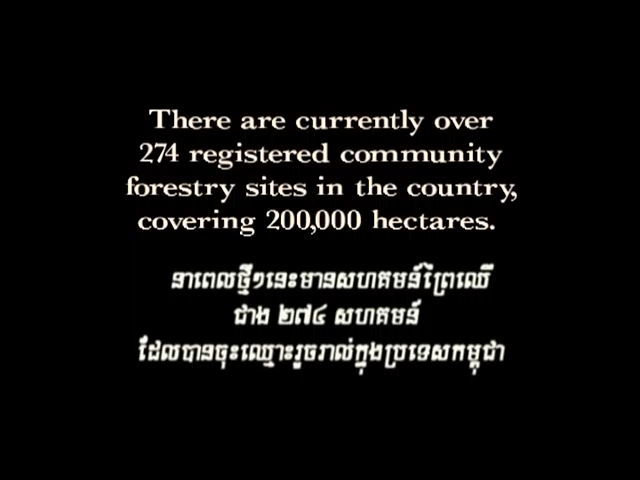 There are currently over
274 registered community
forestry sites in the country,
covering 200,000 hectares.
នាពេលថ្មីៗនេះមានសហគមន៍ព្រៃឈើ
ជាង ២៧៤ សហគមន៍
ដែលបានចុះឈ្មោះរួចរាល់ក្នុងប្រទេសកម្ពុជា